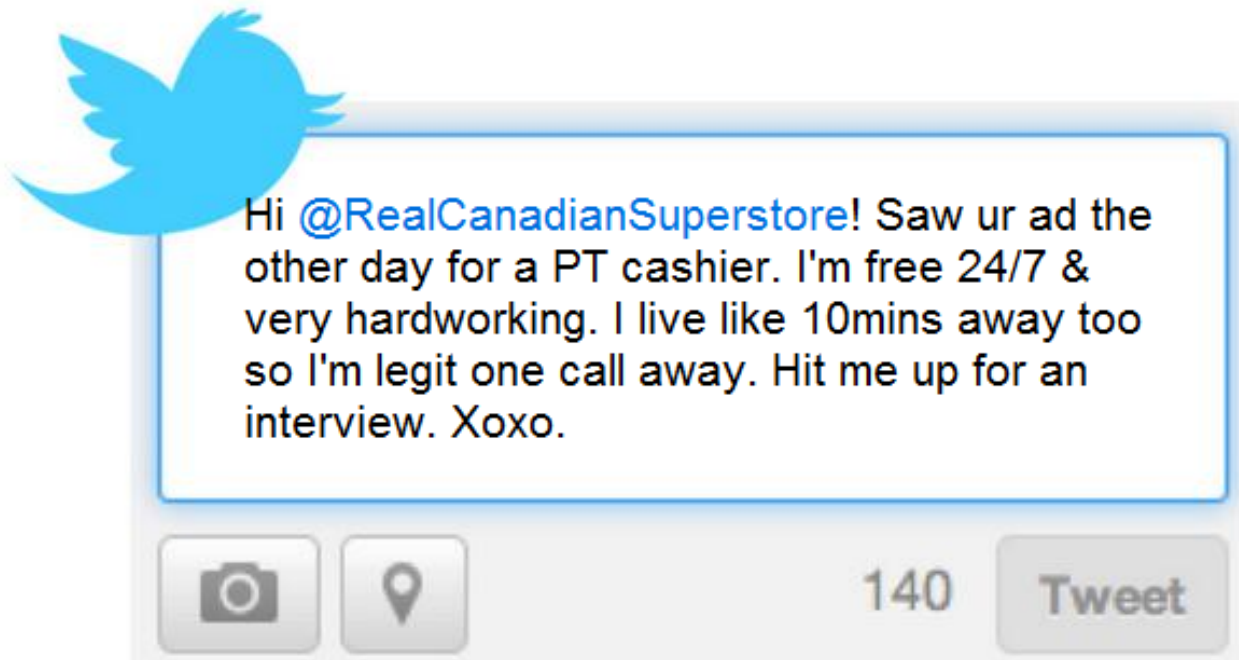 Hi @RealCanadianSuperstore! Saw ur ad the
other day for a PT cashier. I'm free 24/7 &
very hardworking. I live like 10mins away too
so I'm legit one call away. Hit me up for an
interview. Xoxo.
140 Tweet